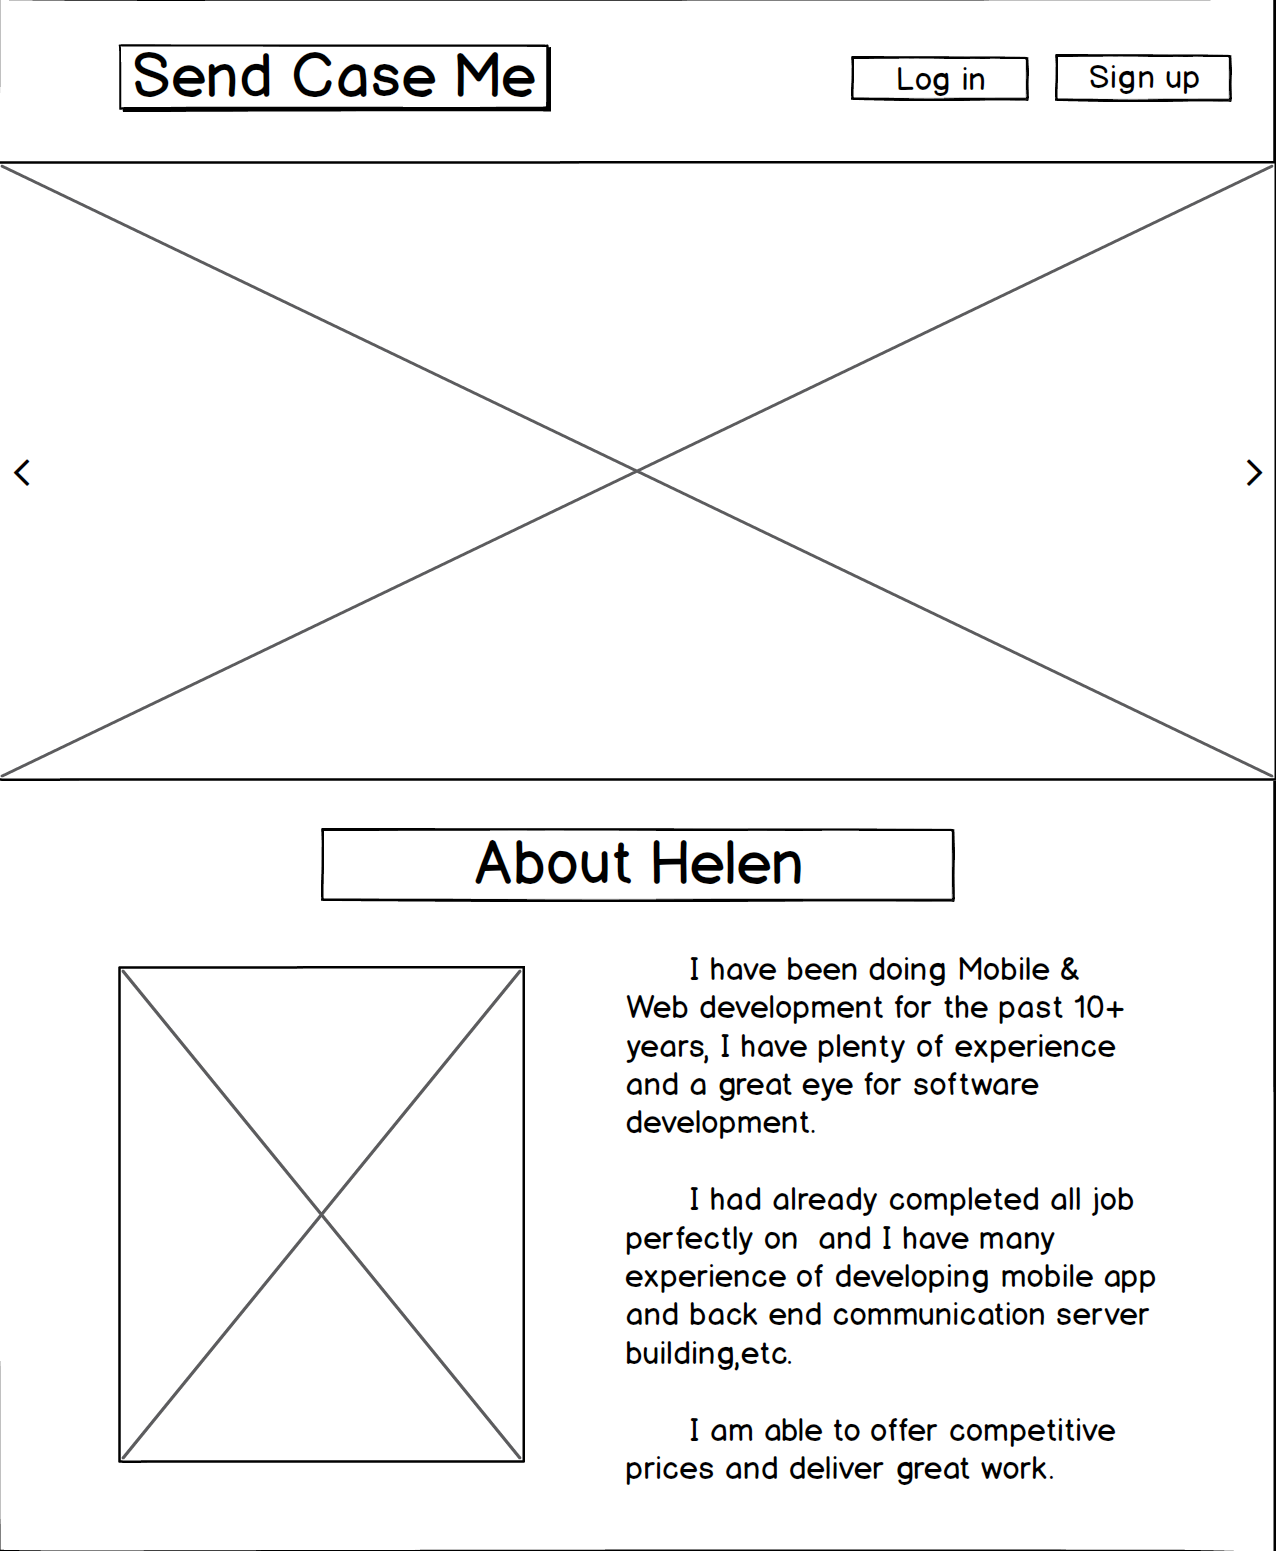 Send Case Me
Log in
Sign up
About Helen
I have been doing Mobile &
Web development for the past 10+
years, I have plenty of experience
and a great eye for software
development.
I had already completed all job
perfectly on  and I have many
experience of developing mobile app
and back end communication server
building,etc.
I am able to offer competitive
prices and deliver great work.